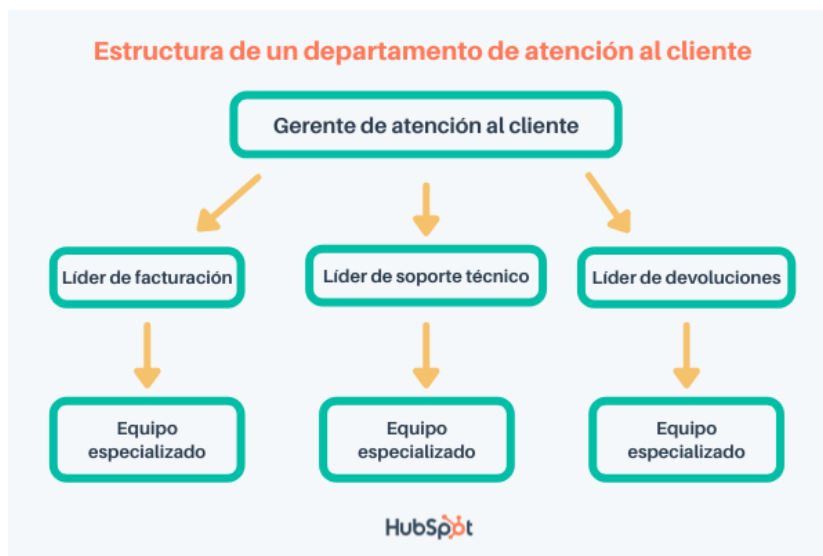 Estructura de un departamento de atención al cliente
Gerente de atención al cliente
Líder de facturación
Líder de soporte técnico
Líder de devoluciones
Equipo
especializado
Equipo
especializado
Equipo
especializado
HubSpot